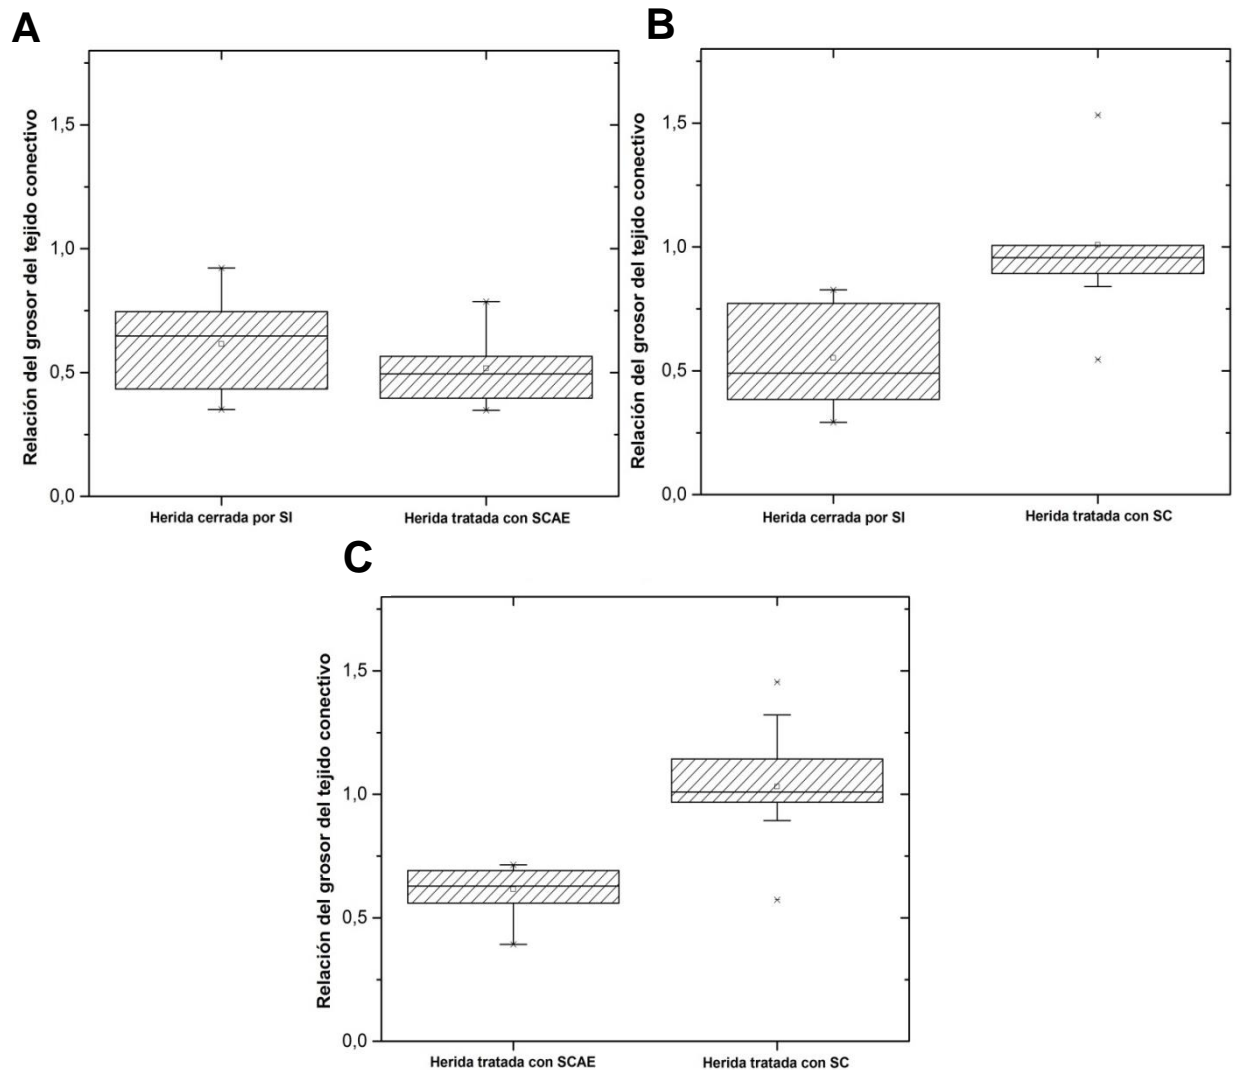 A
Relación del grosor del tejido conectivo
1,5
1,0
0,5
0,0
Herida cerrada por SI
Herida tratada con SCAE
B
Relación del grosor del tejido conectivo
1,5
1,0
0,5
0,0
Herida cerrada por SI
Herida tratada con SC
C
Relación del grosor del tejido conectivo
1,5
1,0
0,5
0,0
Herida tratada con SCAE
Herida tratada con SC